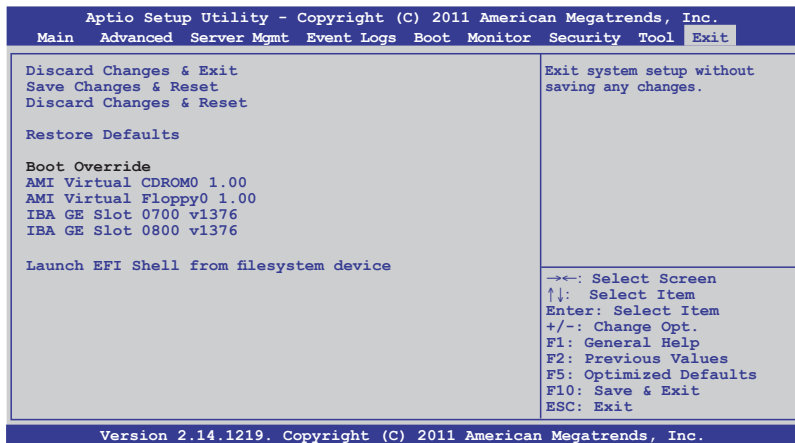 Aptio Setup Utility - Copyright (C) 2011 American Megatrends, Inc.
Main Advanced Server Mgmt Event Logs Boot Monitor Security Tool Exit
Discard Changes & Exit
Save Changes & Reset
Discard Changes & Reset
Restore Defaults
Boot Override
AMI Virtual CDROM0 1.00
AMI Virtual Floppy0 1.00
IBA GE Slot 0700 v1376
IBA GE Slot 0800 v1376
Launch EFI Shell from filesystem device
Exit system setup without
saving any changes.
→←: Select Screen
↑↓: Select Item
Enter: Select Item
+/-: Change Opt.
F1: General Help
F2: Previous Values
F5: Optimized Defaults
F10: Save & Exit
ESC: Exit
Version 2.14.1219. Copyright (C) 2011 American Megatrends, Inc.